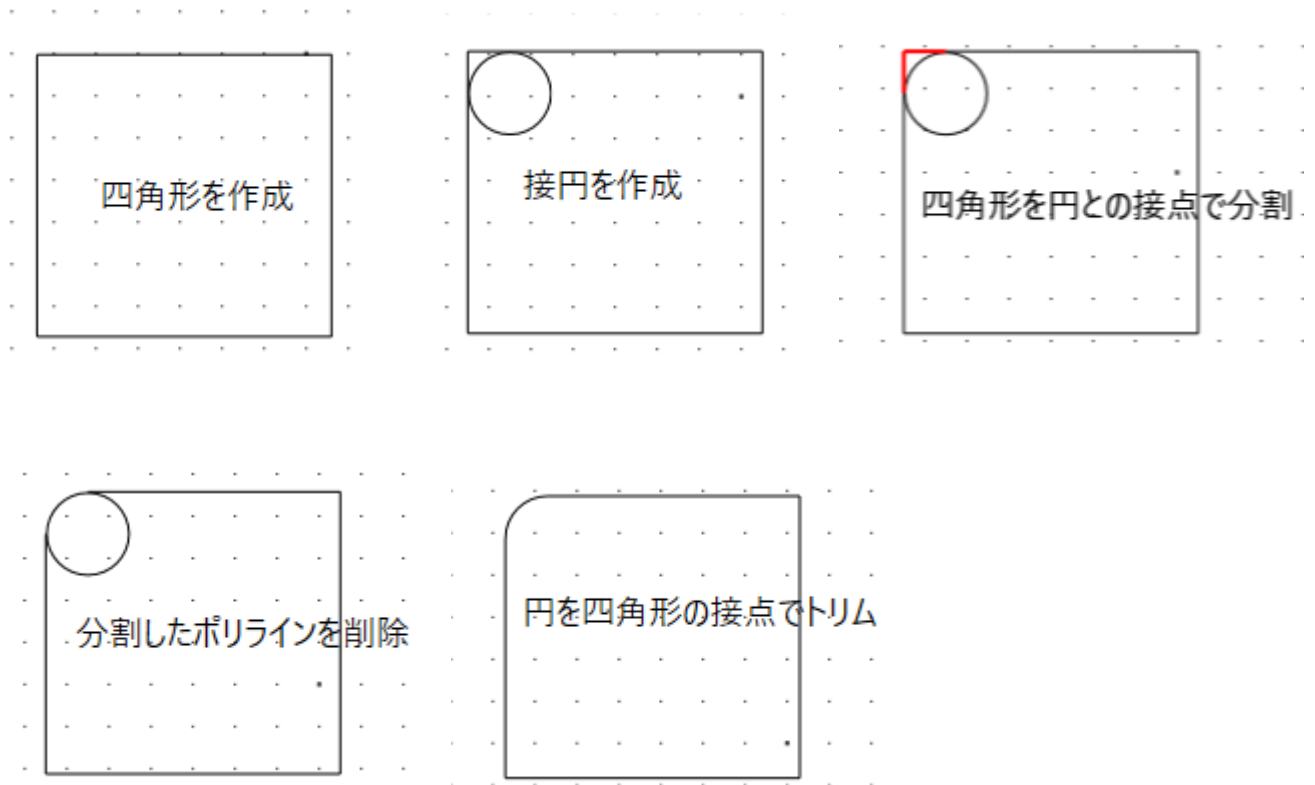 四角形を作成
接円を作成
四角形を円との接点で分割
分割したポリラインを削除
円を四角形の接点でトリム